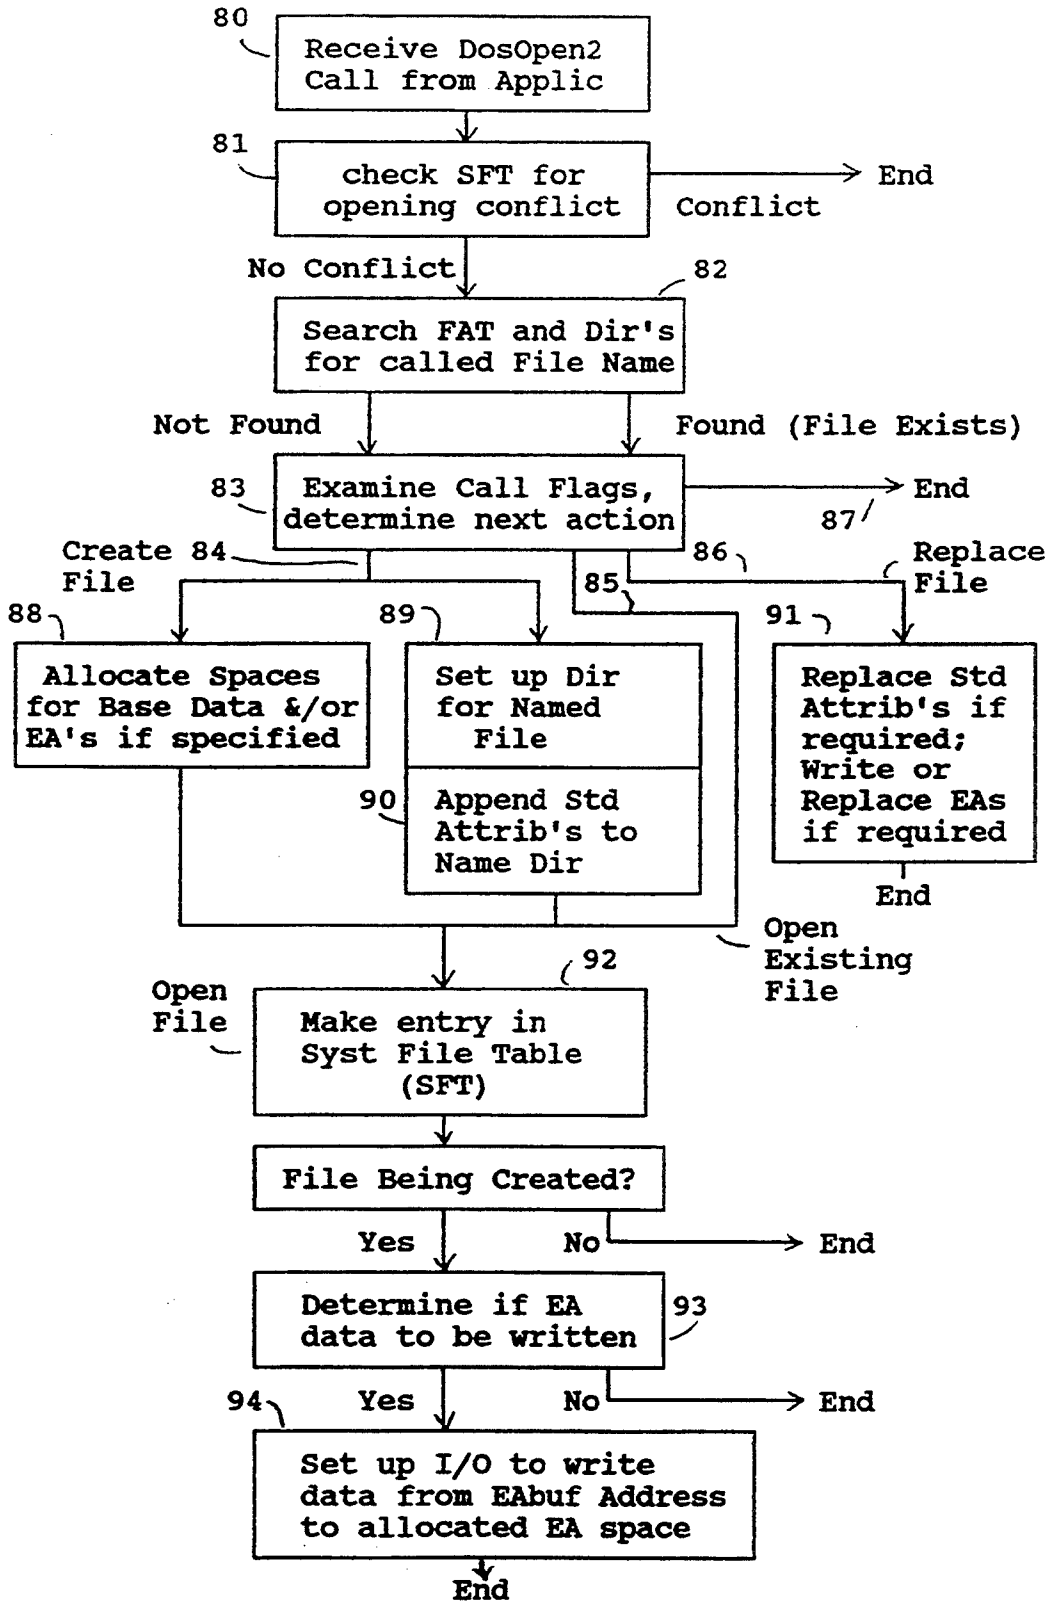 80
Receive DosOpen2
Call from Applic
81
check SFT for
opening conflict
End
Conflict
No Conflict
82
Search FAT and Dir's
for called File Name
Not Found
Found (File Exists)
83
Examine Call Flags,
determine next action
End
87
Create 84
File
85
86
Replace
File
88
Allocate Spaces
for Base Data &/or
EA's if specified
89
Set up Dir
for Named
File
90
Append Std
Attrib's to
Name Dir
91
Replace Std
Attrib's if
required;
Write or
Replace EAs
if required
End
Open
Existing
File
92
Open
File
Make entry in
Syst File Table
(SFT)
File Being Created?
Yes
No
End
Determine if EA
data to be written
93
Yes
No
End
94
Set up I/O to write
data from EAbuf Address
to allocated EA space
End